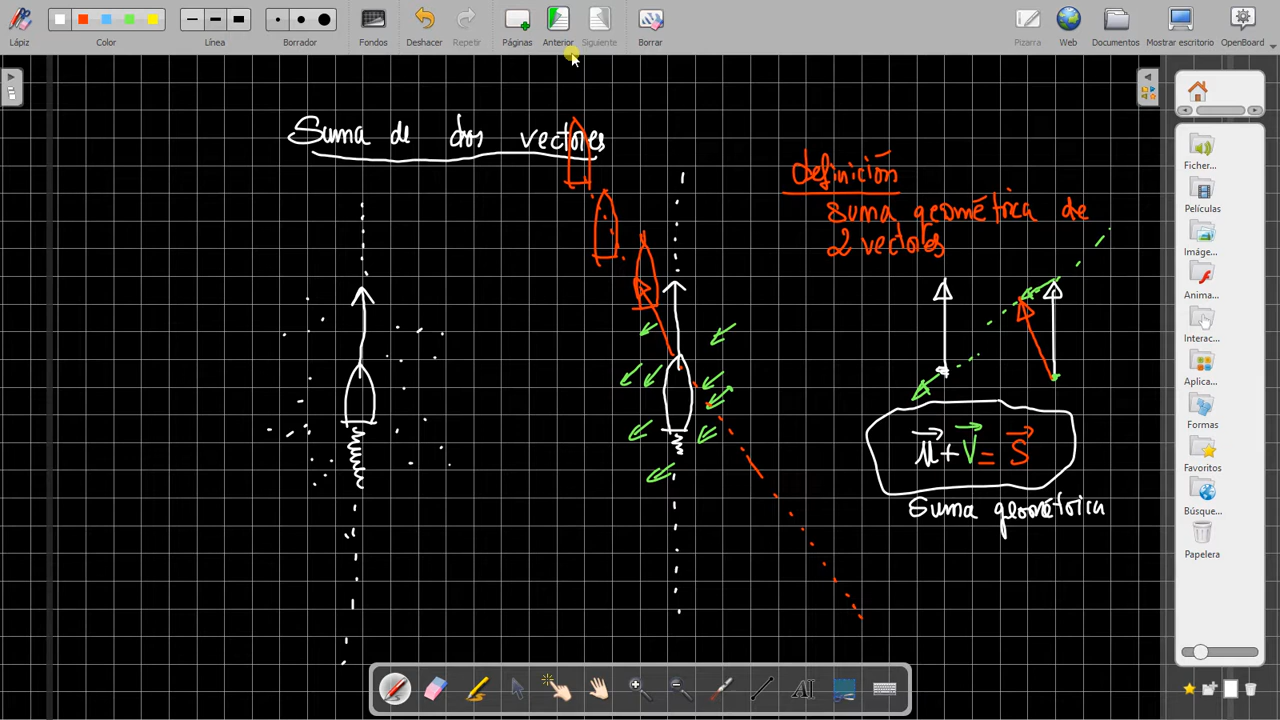 Lápiz
Color
Línea
Borrador
Fondos
Deshacer
Repetir
Páginas
Anterior
Siguiente
Borrar
Pizarra
Web
Documentos
Mostrar escritorio
OpenBoard
Suma de dos vectores
Definición
Suma geométrica de
2 vectores
u + v = s
Suma geométrica
Ficher...
Películas
Imáge...
Anima...
Interac...
Aplica...
Formas
Favoritos
Búsque...
Papelera
AI